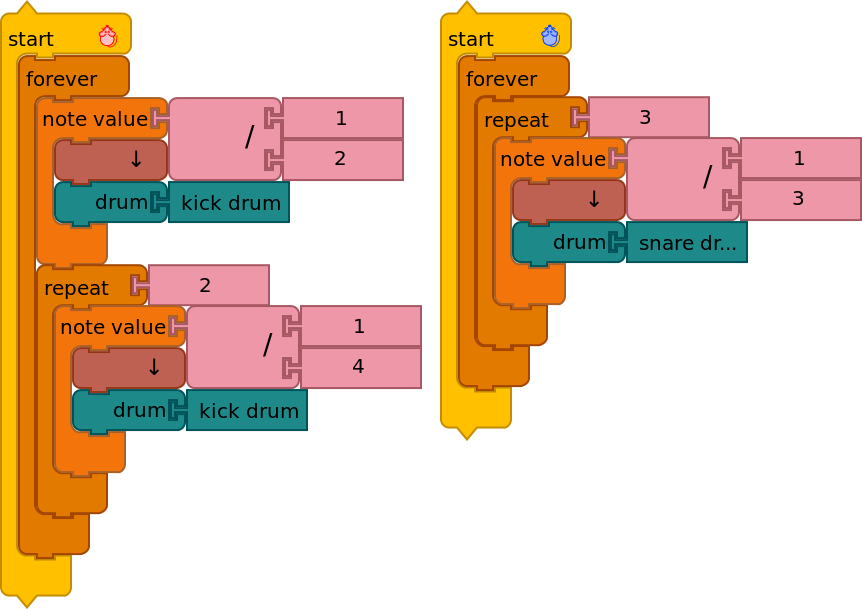 start
forever
note value / 1
2
↓
drum kick drum
repeat 2
note value / 1
4
↓
drum kick drum
start
forever
repeat 3
note value / 1
3
↓
drum snare dr...